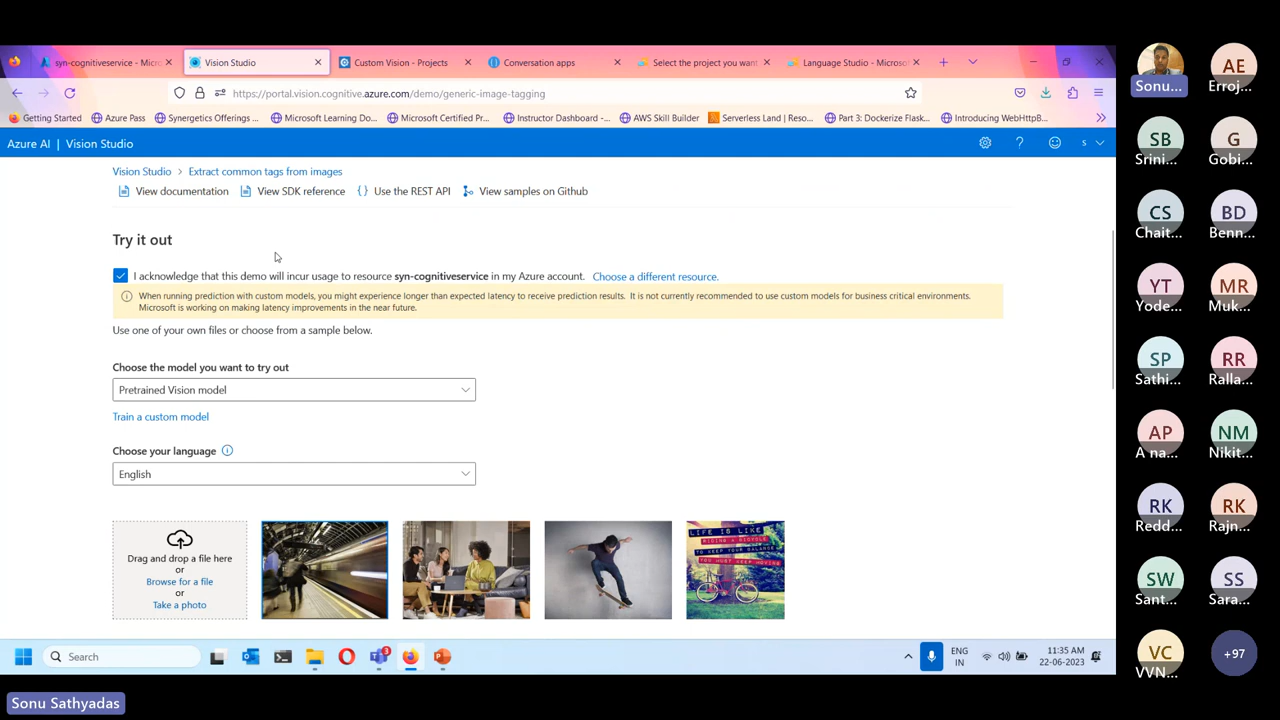 syn-cognitiveservice - Micro
Vision Studio
Custom Vision - Projects
Conversation apps
Select the project you want
Language Studio - Microsof
https://portal.vision.cognitive.azure.com/demo/generic-image-tagging
Getting Started
Azure Pass
Synergetics Offerings ...
Microsoft Learning Do...
Microsoft Certified Pr...
Instructor Dashboard -...
AWS Skill Builder
Serverless Land | Reso...
Part 3: Dockerize Flask...
Introducing WebHttpB...
Azure AI | Vision Studio
S
Vision Studio > Extract common tags from images
View documentation
View SDK reference
{} Use the REST API
View samples on Github
Try it out
I acknowledge that this demo will incur usage to resource syn-cognitiveservice in my Azure account. Choose a different resource.
When running prediction with custom models, you might experience longer than expected latency to receive prediction results. It is not currently recommended to use custom models for business critical environments.
Microsoft is working on making latency improvements in the near future.
Use one of your own files or choose from a sample below.
Choose the model you want to try out
Pretrained Vision model
Train a custom model
Choose your language
English
Drag and drop a file here
or
Browse for a file
or
Take a photo
LIFE IS LIKE
RIDING A BICYCLE
TO KEEP YOUR BALANCE
YOU MUST KEEP MOVING
Search
3
ENG
IN
11:35 AM
22-06-2023
Sonu Sathyadas
Sonu...
AE
Erroj...
SB
Srini...
G
Gobi...
CS
Chait...
BD
Benn...
YT
Yode...
MR
Muk...
SP
Sathi...
RR
Ralla...
AP
A na...
NM
Nikit...
RK
Redd...
RK
Rajn...
SW
Sant...
SS
Sara...
VC
VVN...
+97